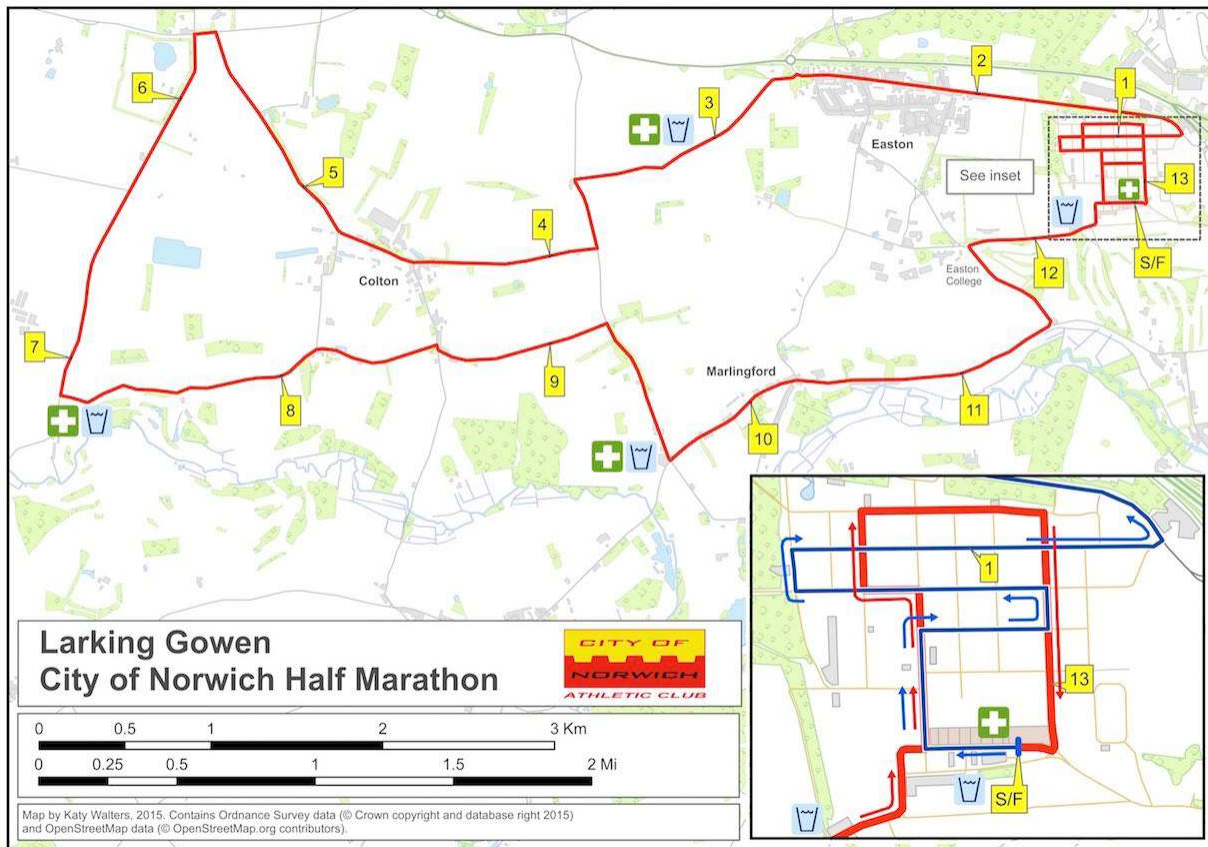 2
6
1
3
Easton
5
See inset
13
4
S/F
12
Easton
College
Colton
7
9
Marlingford
8
11
10
1
13
S/F
Larking Gowen
City of Norwich Half Marathon
CITY OF
NORWICH
ATHLETIC CLUB
0 0.5 1 2 3 Km
0 0.25 0.5 1 1.5 2 Mi
Map by Katy Walters, 2015. Contains Ordnance Survey data (© Crown copyright and database right 2015)
and OpenStreetMap data (© OpenStreetMap.org contributors).